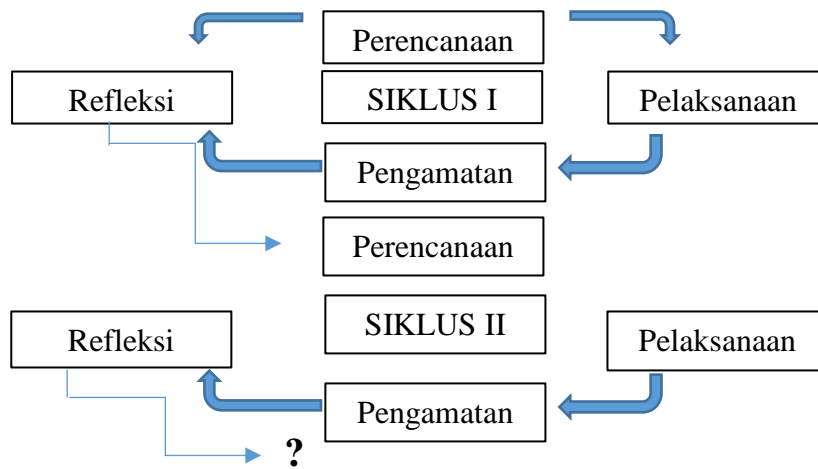 Perencanaan
Refleksi
SIKLUS I
Pelaksanaan
Pengamatan
Perencanaan
Refleksi
SIKLUS II
Pelaksanaan
Pengamatan
?